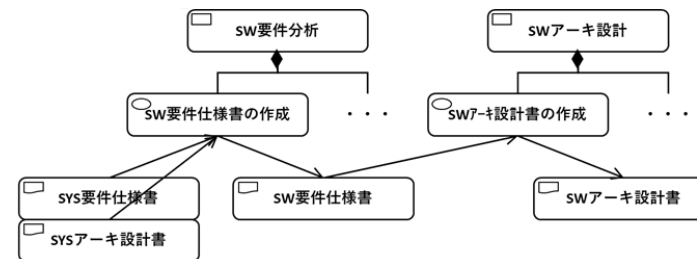 SW要件分析
SWアーキ設計
SW要件仕様書の作成
・・・
SWｱｰｷ設計書の作成
・・・
SYS要件仕様書
SW要件仕様書
SWアーキ設計書
SYSアーキ設計書